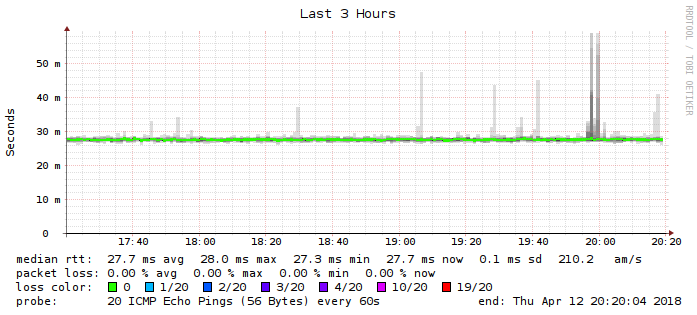 Last 3 Hours
RRDTOOL / TOBI OETIKER
Seconds
50 m
40 m
30 m
20 m
10 m
0
17:40 18:00 18:20 18:40 19:00 19:20 19:40 20:00 20:20
median rtt: 27.7 ms avg 28.0 ms max 27.3 ms min 27.7 ms now 0.1 ms sd 210.2 am/s
packet loss: 0.00 % avg 0.00 % max 0.00 % min 0.00 % now
loss color: 0 1/20 2/20 3/20 4/20 10/20 19/20
probe: 20 ICMP Echo Pings (56 Bytes) every 60s end: Thu Apr 12 20:20:04 2018